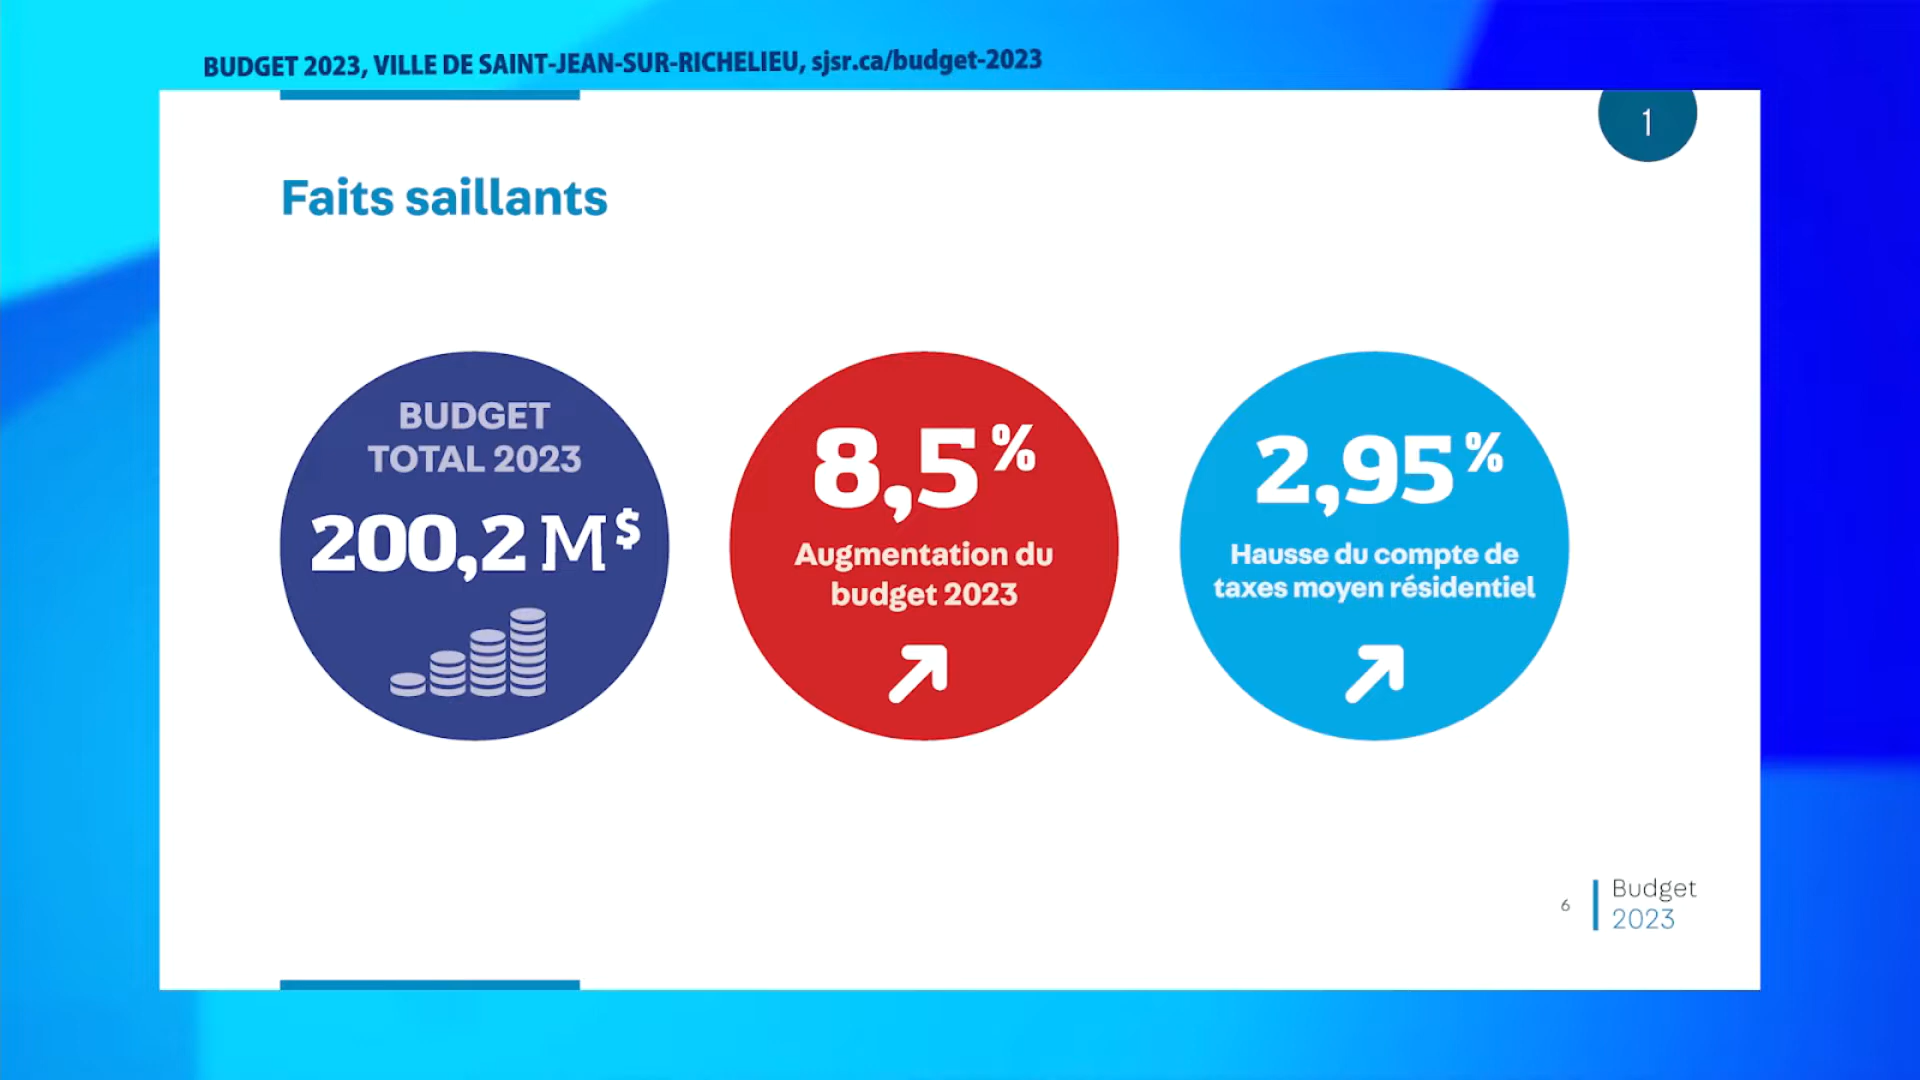 BUDGET 2023, VILLE DE SAINT-JEAN-SUR-RICHELIEU, sjsr.ca/budget-2023
1
Faits saillants
BUDGET
TOTAL 2023
200,2 M$
8,5%
Augmentation du
budget 2023
2,95%
Hausse du compte de
taxes moyen résidentiel
6
Budget
2023